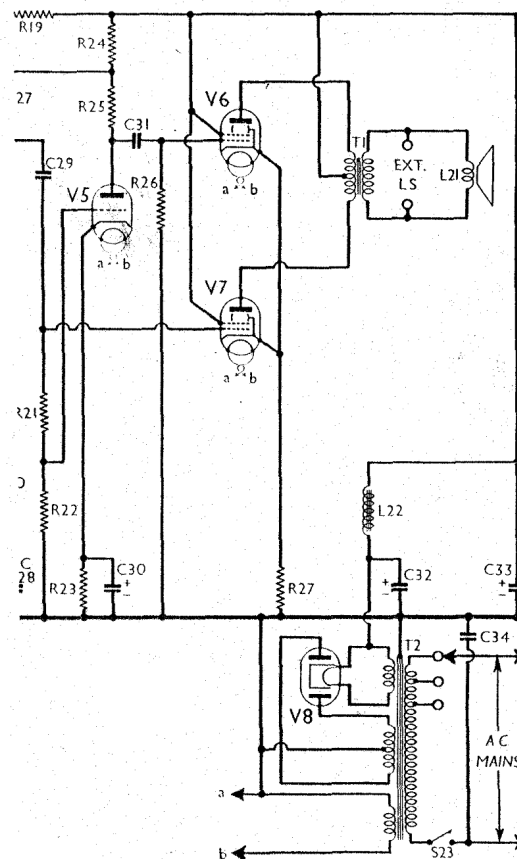 R19
R24
27
R25
V6
C31
T1
C29
V5
R26
EXT.
LS
L21
a b
a b
V7
a b
R21
L22
R22
C
28
R23
C30
+
−
R27
C32
+
−
C33
+
−
T2
C34
V8
A C
MAINS
a
b
S23